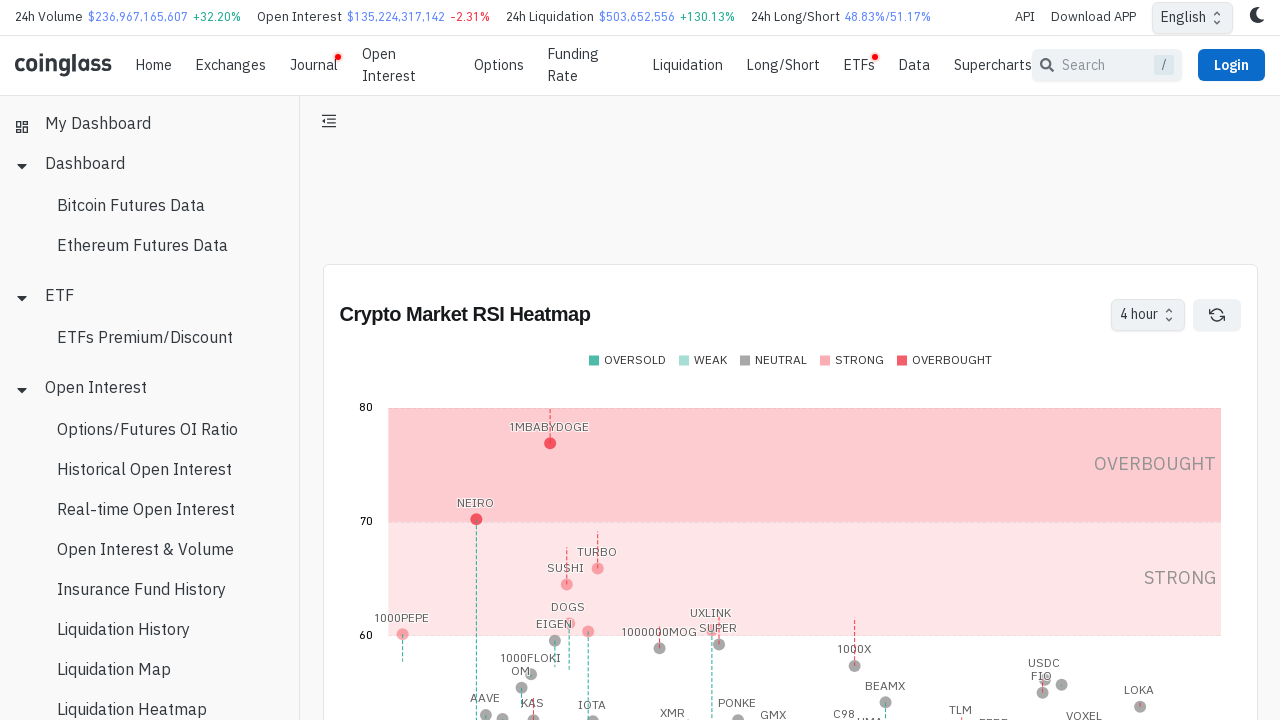 24h Volume $236,967,165,607 +32.20% Open Interest $135,224,317,142 -2.31% 24h Liquidation $503,652,556 +130.13% 24h Long/Short 48.83%/51.17% API Download APP English
coinglass Home Exchanges Journal Open Interest Options Funding Rate Liquidation Long/Short ETFs Data Supercharts Search / Login
My Dashboard
Dashboard
Bitcoin Futures Data
Ethereum Futures Data
ETF
ETFs Premium/Discount
Open Interest
Options/Futures OI Ratio
Historical Open Interest
Real-time Open Interest
Open Interest & Volume
Insurance Fund History
Liquidation History
Liquidation Map
Liquidation Heatmap
Crypto Market RSI Heatmap 4 hour
OVERSOLD WEAK NEUTRAL STRONG OVERBOUGHT
80
1MBABYDOGE
OVERBOUGHT
NEIRO
70
TURBO
SUSHI
STRONG
DOGS
1000PEPE UXLINK
EIGEN SUPER
60 1000000MOG
1000X
1000FLOKI USDC
OM FIO
BEAMX
LOKA
AAVE KAS IOTA PONKE
XMR GMX C98 TLM VOXEL